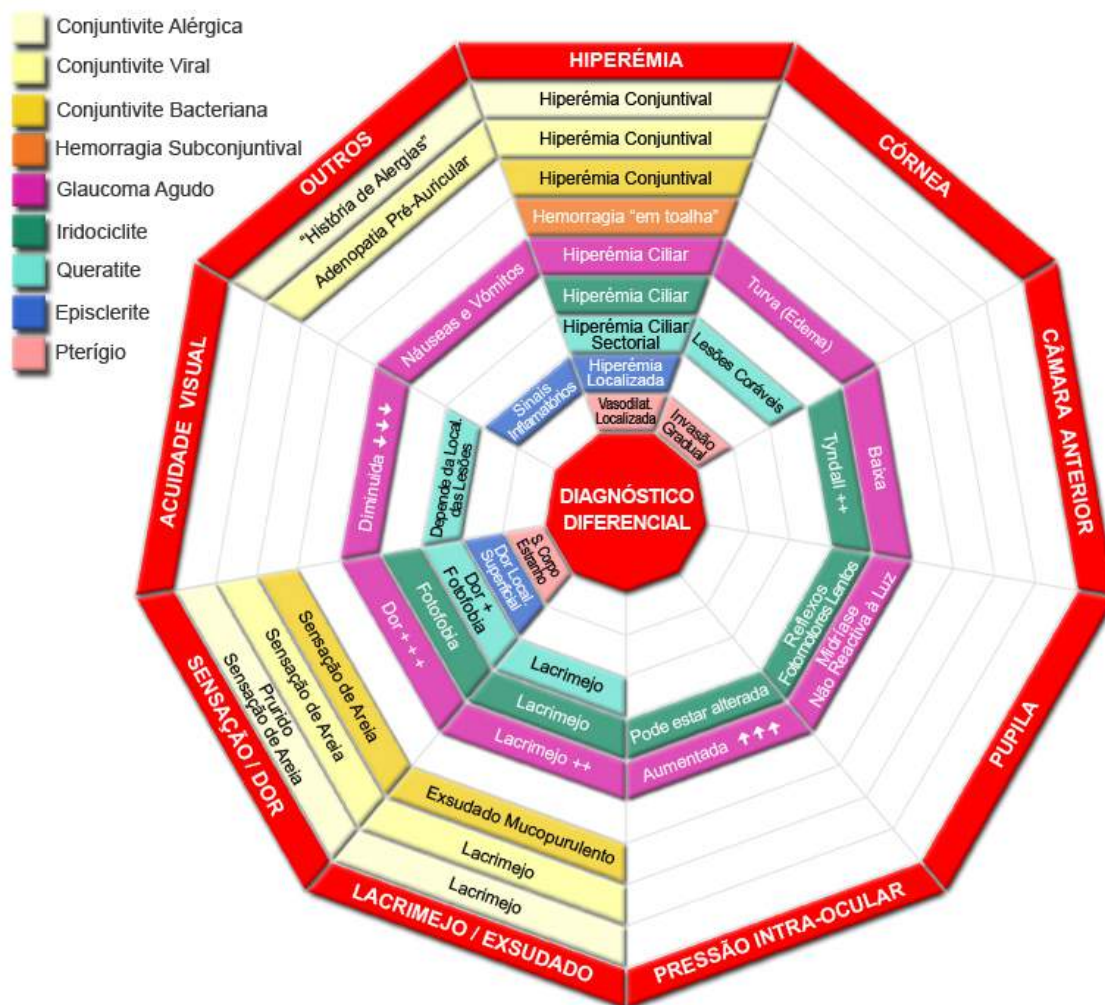 Conjuntivite Alérgica
Conjuntivite Viral
Conjuntivite Bacteriana
Hemorragia Subconjuntival
Glaucoma Agudo
Iridociclite
Queratite
Episclerite
Pterígio
HIPERÉMIA
Hiperémia Conjuntival
Hiperémia Conjuntival
Hiperémia Conjuntival
Hemorragia "em toalha"
Hiperémia Ciliar
Hiperémia Ciliar
Hiperémia Ciliar
Sectorial
Hiperémia
Localizada
Vasodilat.
Localizada
CÓRNEA
Turva (Edema)
Lesões Coráveis
Invasão
Gradual
CÂMARA ANTERIOR
Baixa
Tyndall ++
PUPILA
Midríase
Não Reactiva à Luz
Reflexos
Fotomotores Lentos
PRESSÃO INTRA-OCULAR
Aumentada ↑↑↑
Pode estar alterada
LACRIMEJO / EXSUDADO
Lacrimejo
Lacrimejo
Exsudado Mucopurulento
Lacrimejo ++
Lacrimejo
Lacrimejo
SENSAÇÃO / DOR
Prurido
Sensação de Areia
Sensação de Areia
Sensação de Areia
Dor + + +
Fotofobia
Dor +
Fotofobia
Dor Local.
Superficial
S. Corpo
Estranho
ACUIDADE VISUAL
Diminuida ↓↓↓
Depende da Local.
das Lesões
OUTROS
"História de Alergias"
Adenopatia Pré-Auricular
Náuseas e Vómitos
Sinais
Inflamatórios
DIAGNÓSTICO
DIFERENCIAL